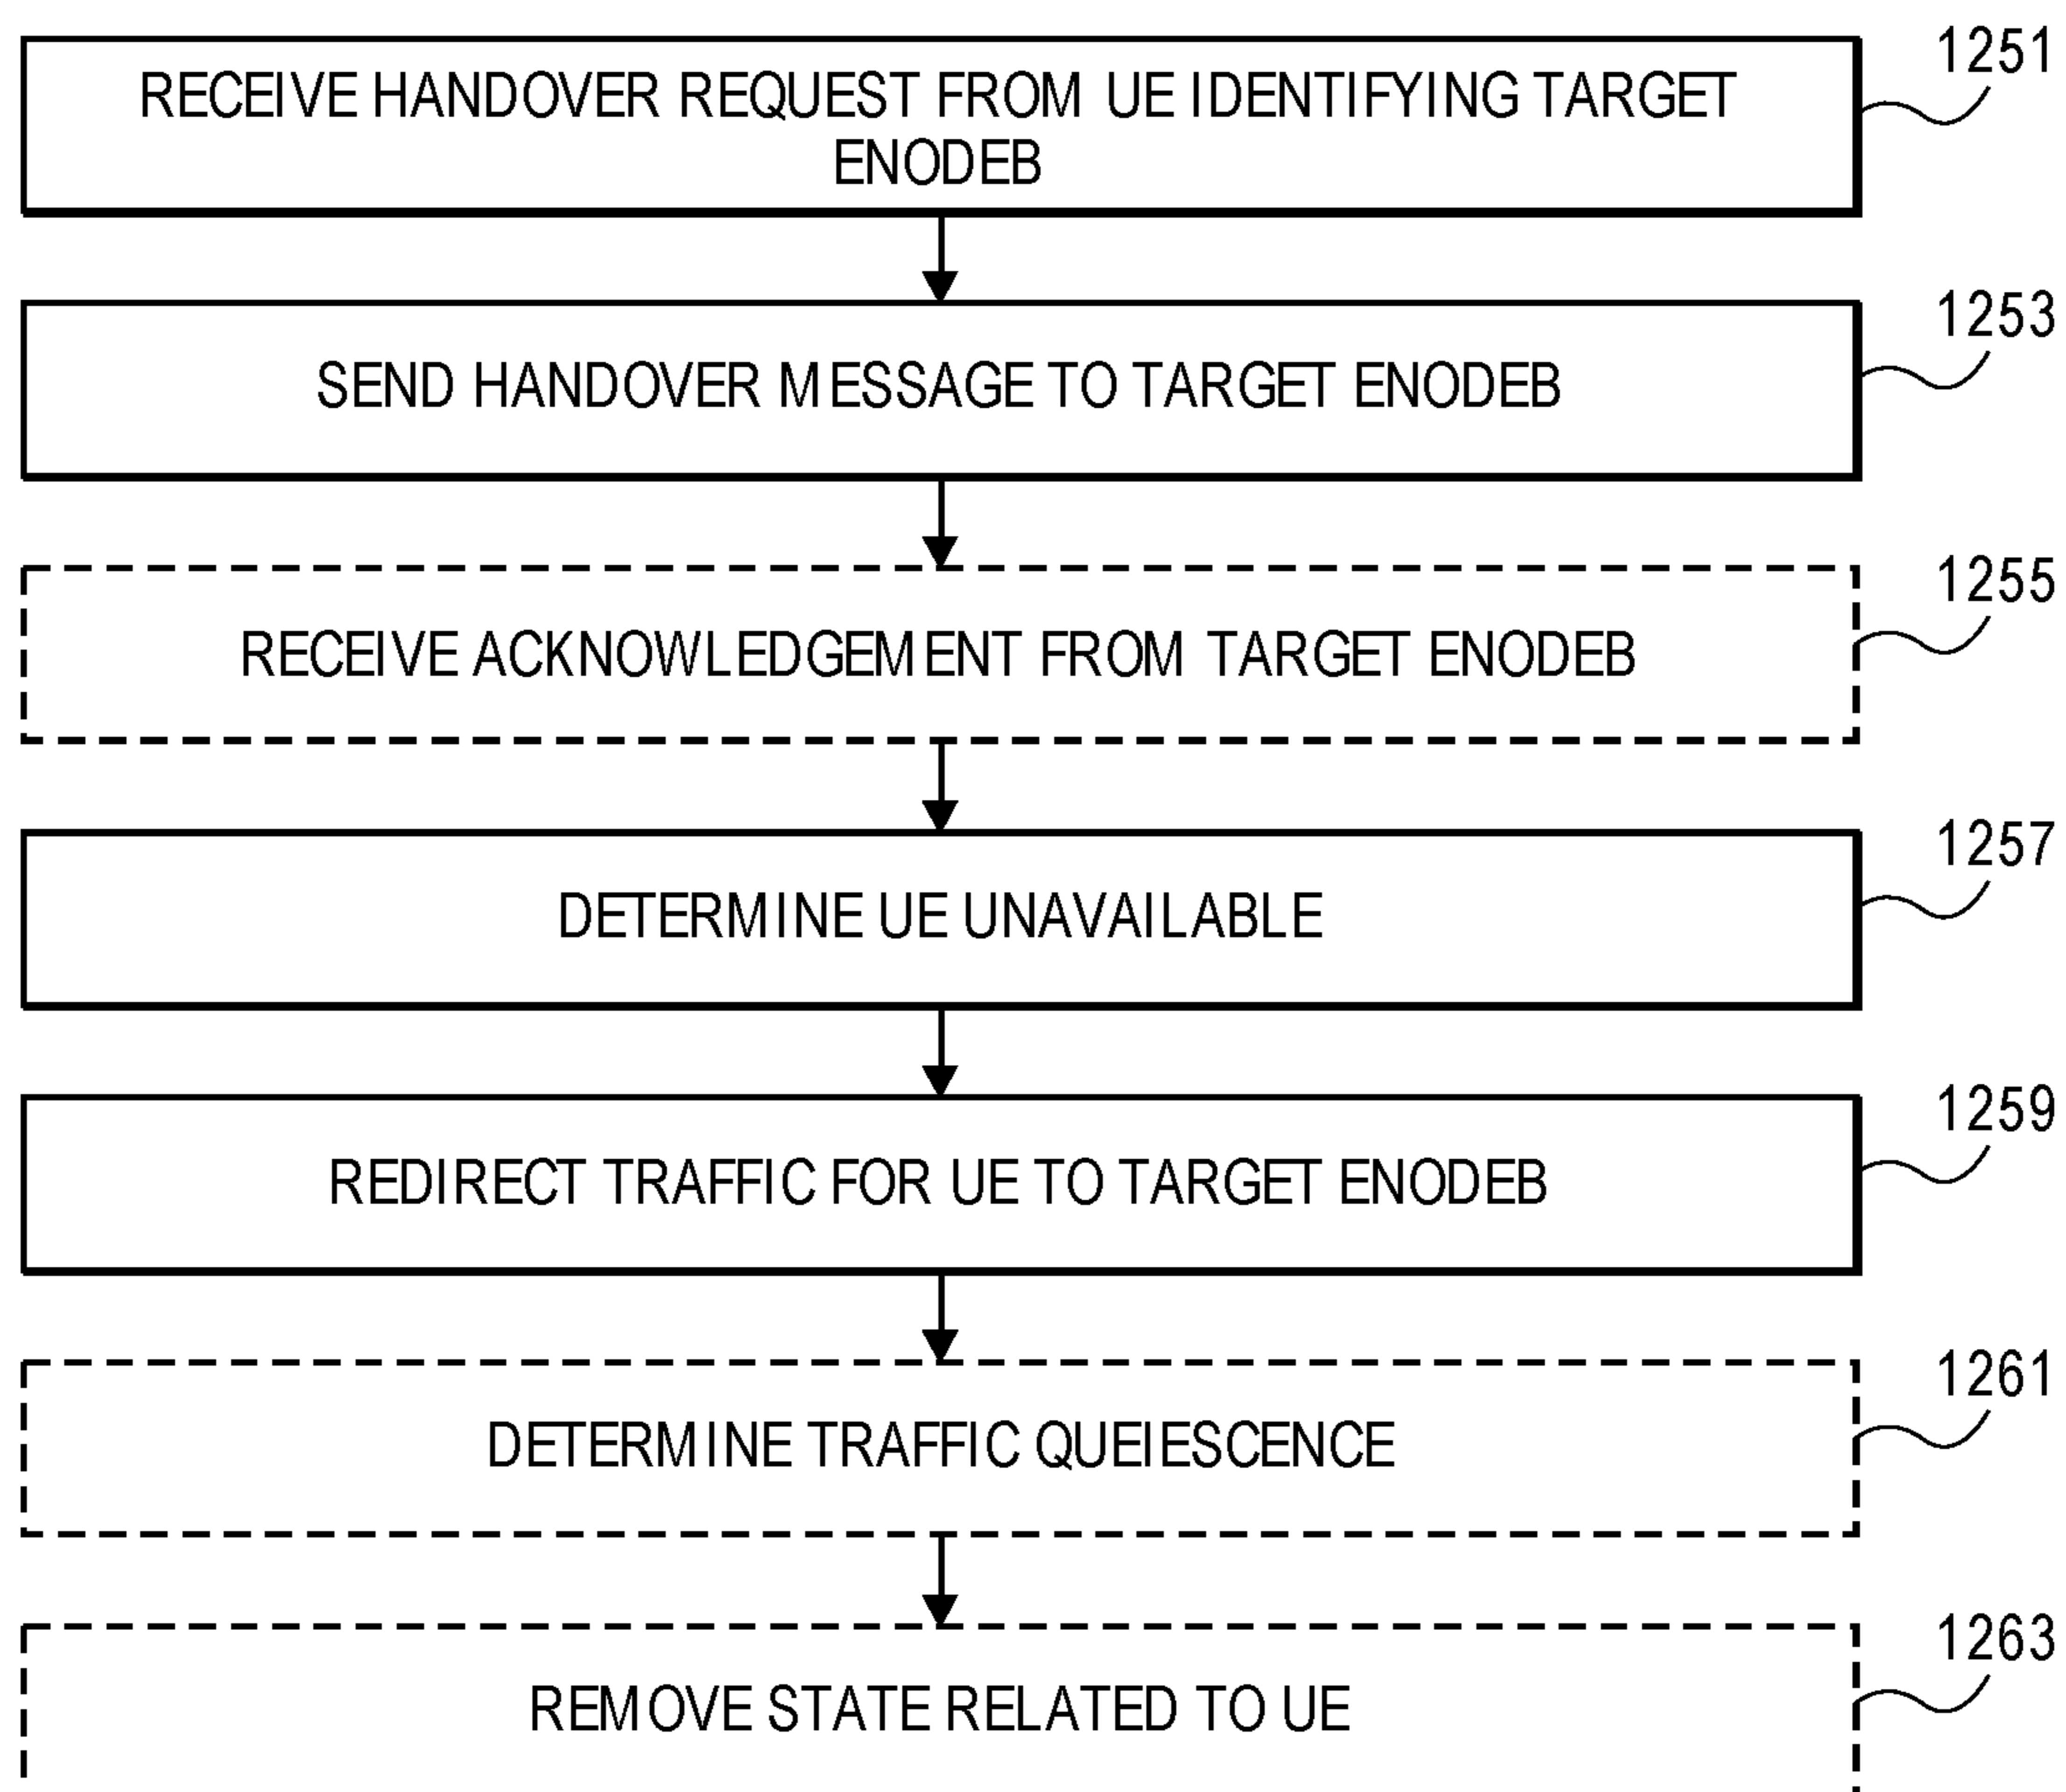 1251
RECEIVE HANDOVER REQUEST FROM UE IDENTIFYING TARGET
ENODEB
1253
SEND HANDOVER MESSAGE TO TARGET ENODEB
1255
RECEIVE ACKNOWLEDGEMENT FROM TARGET ENODEB
1257
DETERMINE UE UNAVAILABLE
1259
REDIRECT TRAFFIC FOR UE TO TARGET ENODEB
1261
DETERMINE TRAFFIC QUEIESCENCE
1263
REMOVE STATE RELATED TO UE